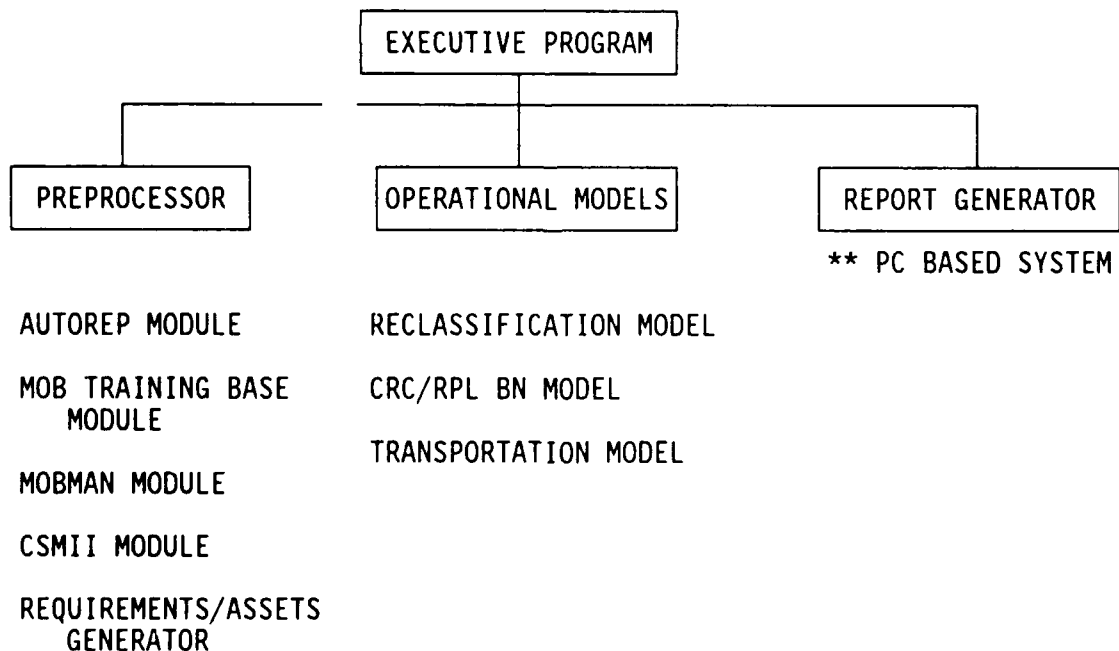 EXECUTIVE PROGRAM
PREPROCESSOR
OPERATIONAL MODELS
REPORT GENERATOR
** PC BASED SYSTEM
AUTOREP MODULE
MOB TRAINING BASE
MODULE
MOBMAN MODULE
CSMII MODULE
REQUIREMENTS/ASSETS
GENERATOR
RECLASSIFICATION MODEL
CRC/RPL BN MODEL
TRANSPORTATION MODEL